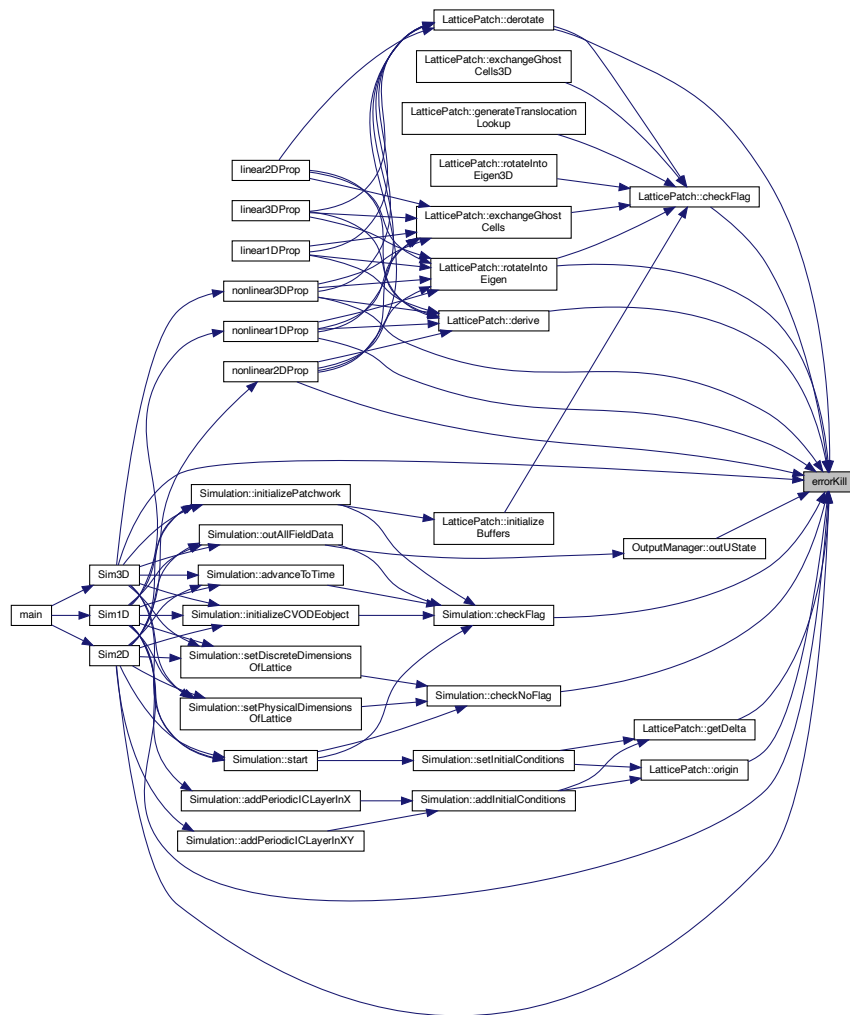 LatticePatch::derotate
LatticePatch::exchangeGhost
Cells3D
LatticePatch::generateTranslocation
Lookup
LatticePatch::rotateInto
Eigen3D
linear2DProp
LatticePatch::checkFlag
linear3DProp
LatticePatch::exchangeGhost
Cells
linear1DProp
LatticePatch::rotateInto
Eigen
nonlinear3DProp
LatticePatch::derive
nonlinear1DProp
nonlinear2DProp
errorKill
Simulation::initializePatchwork
LatticePatch::initialize
Buffers
Simulation::outAllFieldData
OutputManager::outUState
Sim3D
Simulation::advanceToTime
main
Sim1D
Simulation::initializeCVODEobject
Simulation::checkFlag
Sim2D
Simulation::setDiscreteDimensions
OfLattice
Simulation::checkNoFlag
Simulation::setPhysicalDimensions
OfLattice
LatticePatch::getDelta
Simulation::start
Simulation::setInitialConditions
LatticePatch::origin
Simulation::addPeriodicICLayerInX
Simulation::addInitialConditions
Simulation::addPeriodicICLayerInXY